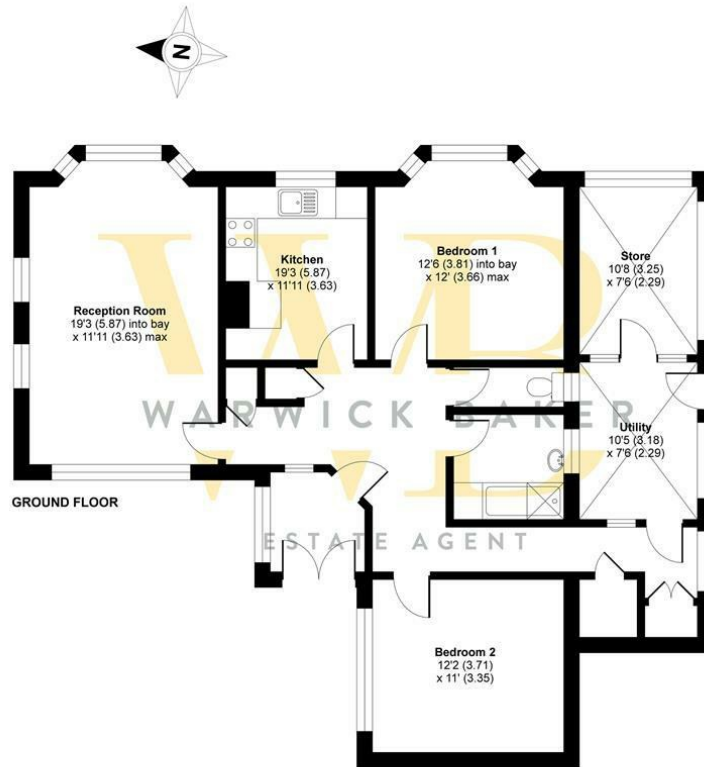 N
Kitchen
19'3 (5.87)
x 11'11 (3.63)
Bedroom 1
12'6 (3.81) into bay
x 12' (3.66) max
Store
10'8 (3.25)
x 7'6 (2.29)
Reception Room
19'3 (5.87) into bay
x 11'11 (3.63) max
WB
WARWICK BAKER
ESTATE AGENT
Utility
10'5 (3.18)
x 7'6 (2.29)
GROUND FLOOR
Bedroom 2
12'2 (3.71)
x 11' (3.35)